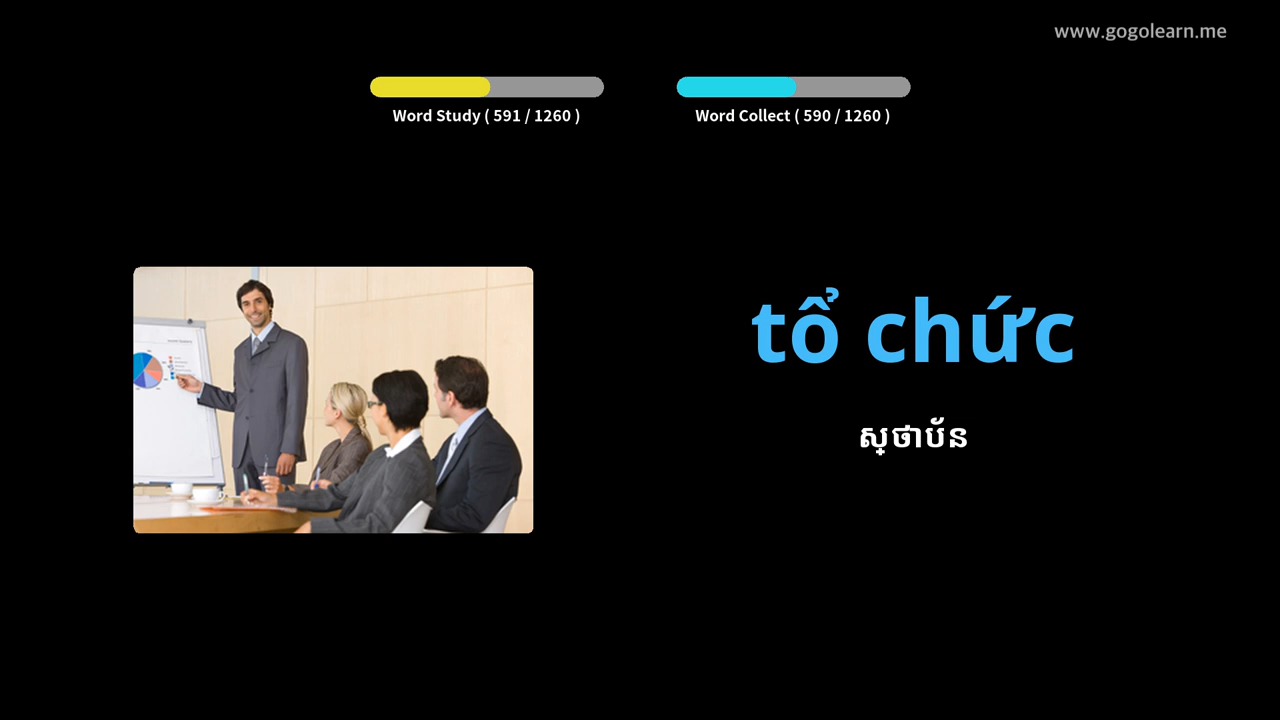 www.gogolearn.me
Word Study ( 591 / 1260 )
Word Collect ( 590 / 1260 )
tổ chức
ស្ថាប័ន